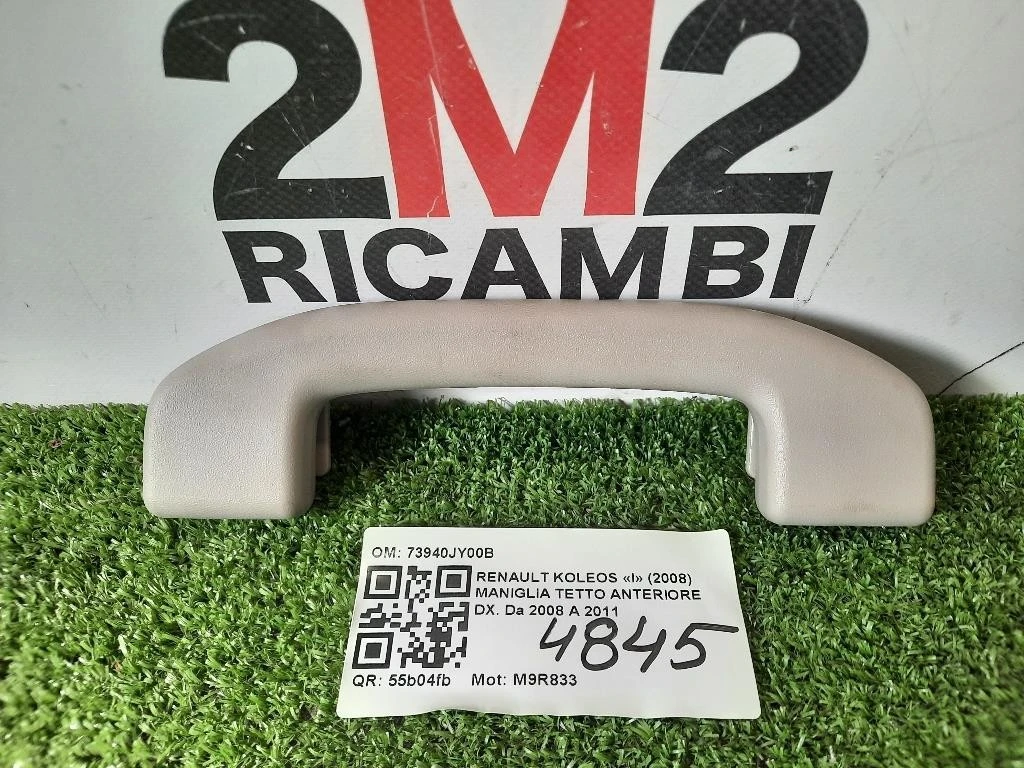 2M2
RICAMBI
OM: 73940JY00B
RENAULT KOLEOS «I» (2008)
MANIGLIA TETTO ANTERIORE
DX. Da 2008 A 2011
4845
QR: 55b04fb Mot: M9R833